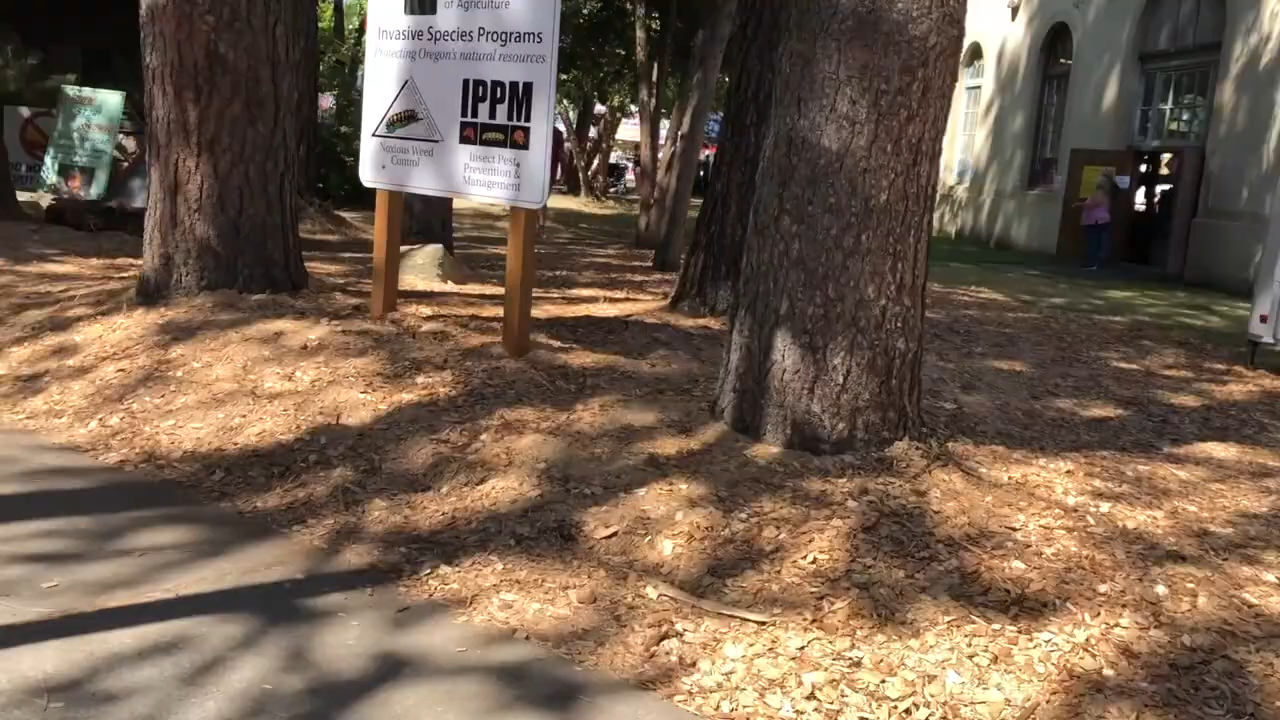 of Agriculture
Invasive Species Programs
Protecting Oregon's natural resources
IPPM
Noxious Weed
Control
Insect Pest
Prevention &
Management